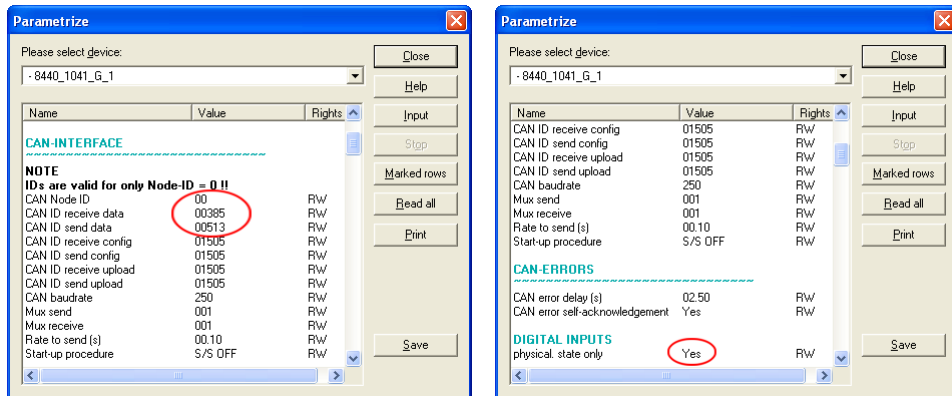 Parametrize
Please select device:
- 8440_1041_G_1
Close
Help
Input
Stop
Marked rows
Read all
Print
Save
Name Value Rights
CAN-INTERFACE
~~~~~~~~~~~~~~~~~~~~~~~~~~~~~~
NOTE
IDs are valid for only Node-ID = 0 !!
CAN Node ID 00 RW
CAN ID receive data 00385 RW
CAN ID send data 00513 RW
CAN ID receive config 01505 RW
CAN ID send config 01505 RW
CAN ID receive upload 01505 RW
CAN ID send upload 01505 RW
CAN baudrate 250 RW
Mux send 001 RW
Mux receive 001 RW
Rate to send (s) 00.10 RW
Start-up procedure S/S OFF RW
Parametrize
Please select device:
- 8440_1041_G_1
Close
Help
Input
Stop
Marked rows
Read all
Print
Save
Name Value Rights
CAN ID receive config 01505 RW
CAN ID send config 01505 RW
CAN ID receive upload 01505 RW
CAN ID send upload 01505 RW
CAN baudrate 250 RW
Mux send 001 RW
Mux receive 001 RW
Rate to send (s) 00.10 RW
Start-up procedure S/S OFF RW
CAN-ERRORS
~~~~~~~~~~~~~~~~~~~~~~~~~~~~~~
CAN error delay (s) 02.50 RW
CAN error self-acknowledgement Yes RW
DIGITAL INPUTS
physical. state only Yes RW